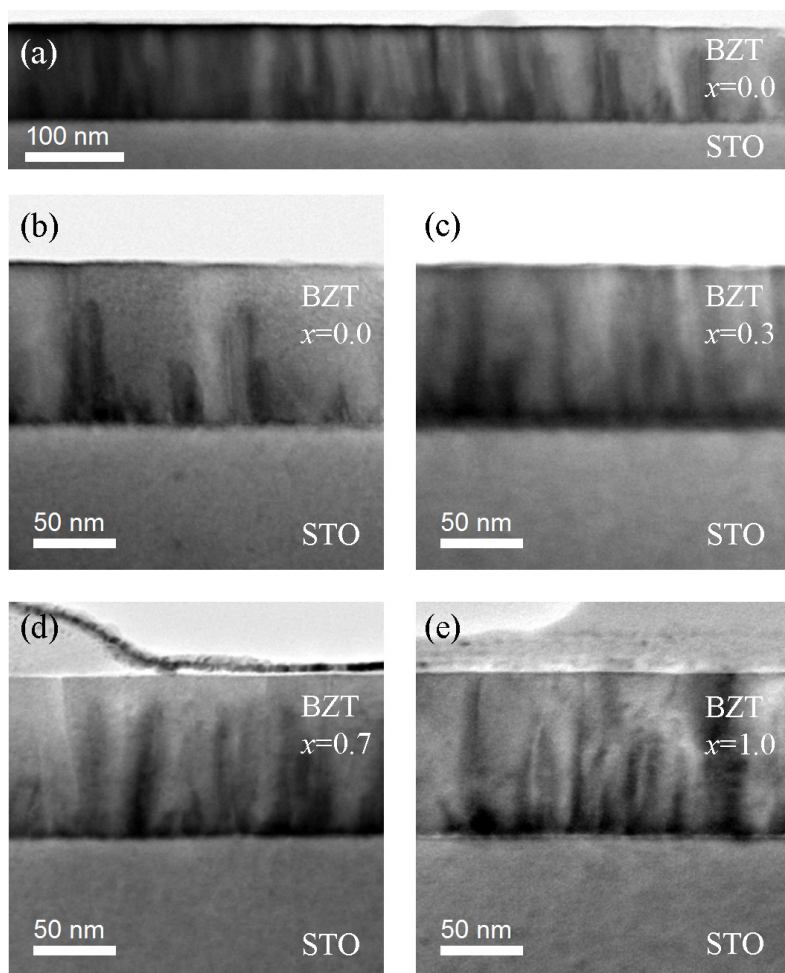 (a)
BZT
x=0.0
100 nm
STO
(b)
BZT
x=0.0
50 nm
STO
(c)
BZT
x=0.3
50 nm
STO
(d)
BZT
x=0.7
50 nm
STO
(e)
BZT
x=1.0
50 nm
STO